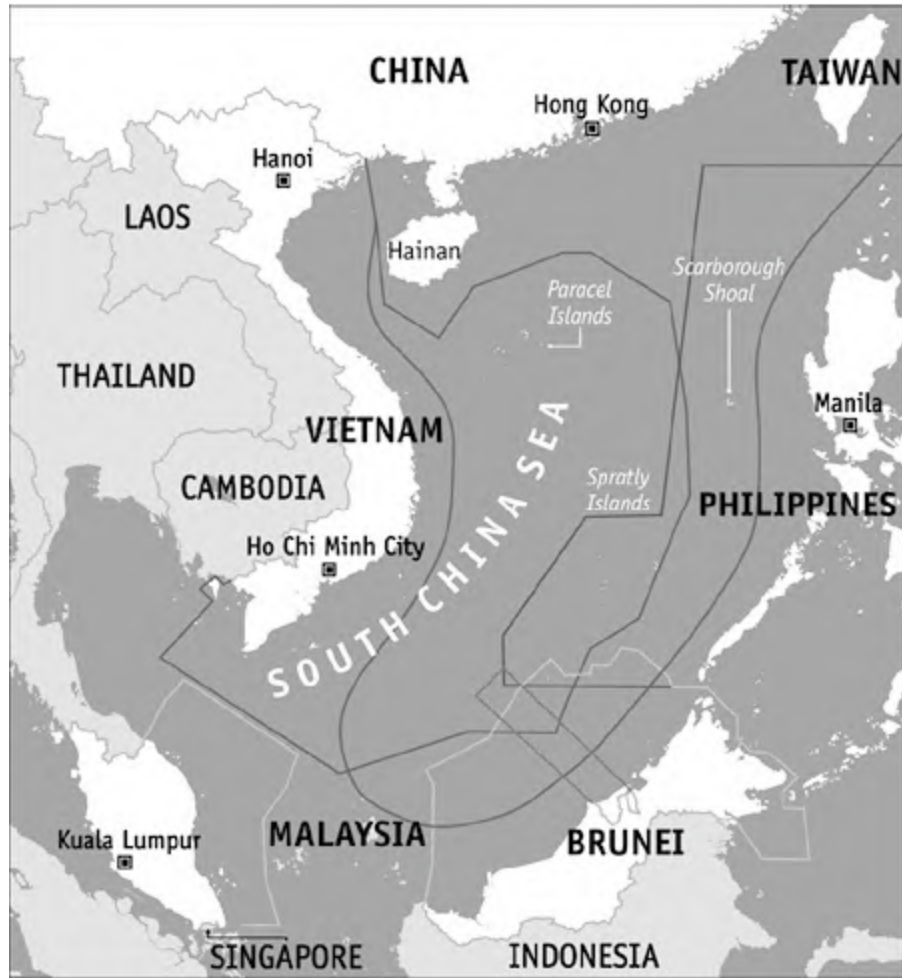 CHINA
TAIWAN
Hong Kong
Hanoi
LAOS
Hainan
Paracel
Islands
Scarborough
Shoal
THAILAND
VIETNAM
Manila
CAMBODIA
Spratly
Islands
PHILIPPINES
Ho Chi Minh City
SOUTH CHINA SEA
MALAYSIA
Kuala Lumpur
BRUNEI
SINGAPORE
INDONESIA